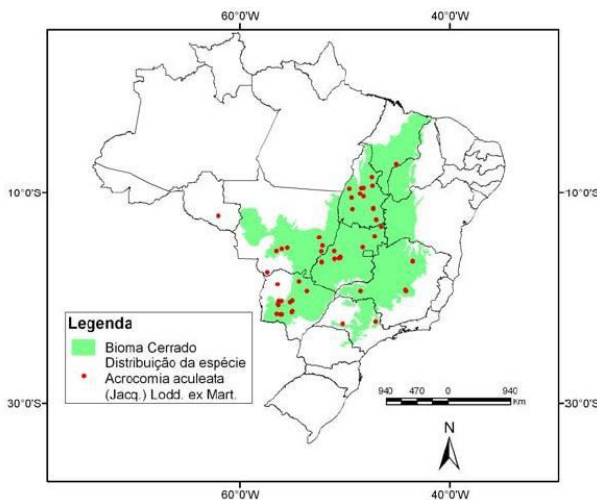 60°0'W 40°0'W
10°0'S
10°0'S
30°0'S
30°0'S
Legenda
Bioma Cerrado
Distribuição da espécie
Acrocomia aculeata
(Jacq.) Lodd. ex Mart.
940 470 0 940
Km
N
60°0'W 40°0'W